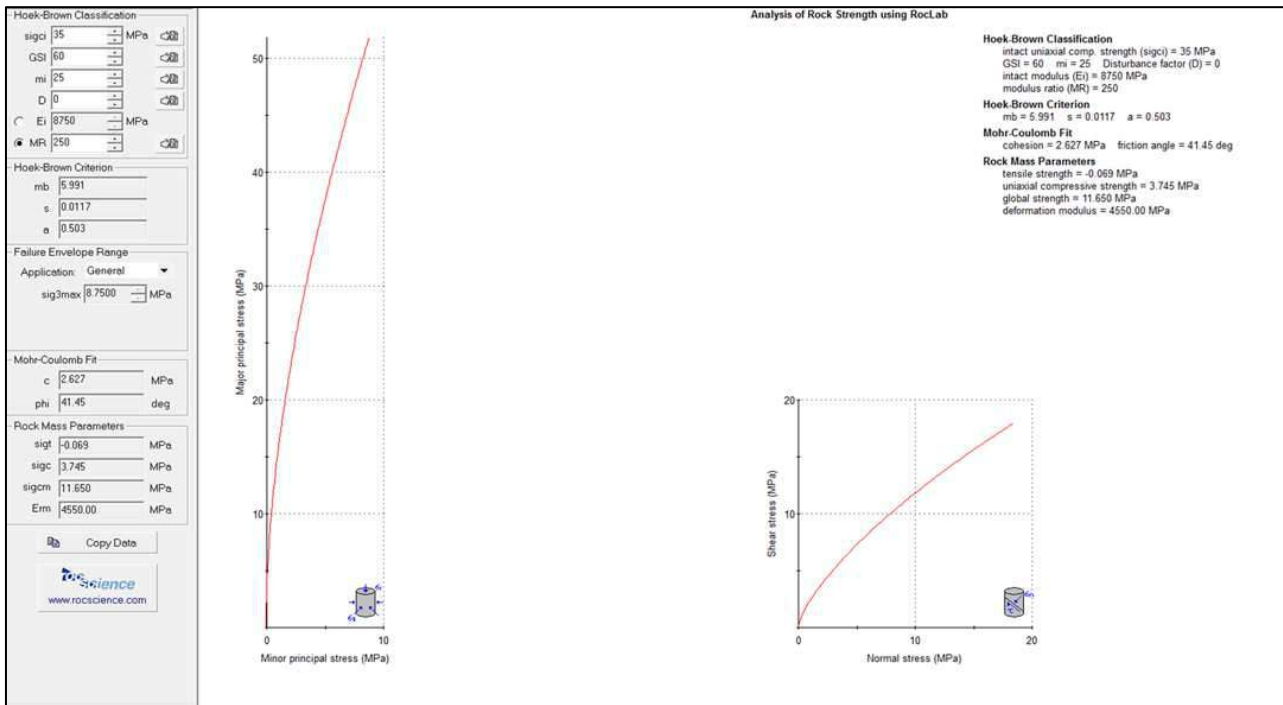 Hoek-Brown Classification
sigci 35 MPa
GSI 60
mi 25
D 0
Ei 8750 MPa
MR 250
Hoek-Brown Criterion
mb 5.991
s 0.0117
a 0.503
Failure Envelope Range
Application: General
sig3max 8.7500 MPa
Mohr-Coulomb Fit
c 2.627 MPa
phi 41.45 deg
Rock Mass Parameters
sigt -0.069 MPa
sigc 3.745 MPa
sigcm 11.650 MPa
Erm 4550.00 MPa
Copy Data
rocscience
www.rocscience.com
Analysis of Rock Strength using RocLab
Hoek-Brown Classification
intact uniaxial comp. strength (sigci) = 35 MPa
GSI = 60 mi = 25 Disturbance factor (D) = 0
intact modulus (Ei) = 8750 MPa
modulus ratio (MR) = 250
Hoek-Brown Criterion
mb = 5.991 s = 0.0117 a = 0.503
Mohr-Coulomb Fit
cohesion = 2.627 MPa friction angle = 41.45 deg
Rock Mass Parameters
tensile strength = -0.069 MPa
uniaxial compressive strength = 3.745 MPa
global strength = 11.650 MPa
deformation modulus = 4550.00 MPa
Major principal stress (MPa)
50
40
30
20
10
0 10
Minor principal stress (MPa)
Shear stress (MPa)
20
10
0 10 20
Normal stress (MPa)